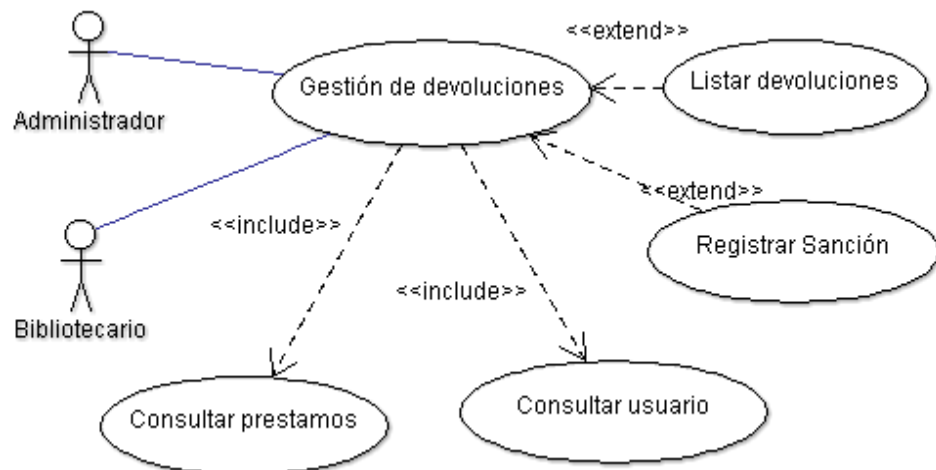 <<extend>>
Gestión de devoluciones
Listar devoluciones
Administrador
<<extend>>
<<include>>
Registrar Sanción
<<include>>
Bibliotecario
Consultar prestamos
Consultar usuario